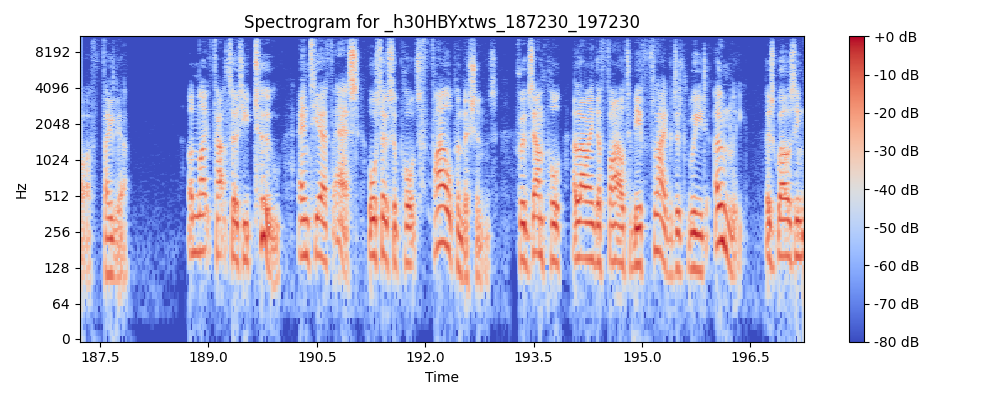 Spectrogram for _h30HBYxtws_187230_197230
Hz
8192
4096
2048
1024
512
256
128
64
0
187.5 189.0 190.5 192.0 193.5 195.0 196.5
Time
+0 dB
-10 dB
-20 dB
-30 dB
-40 dB
-50 dB
-60 dB
-70 dB
-80 dB